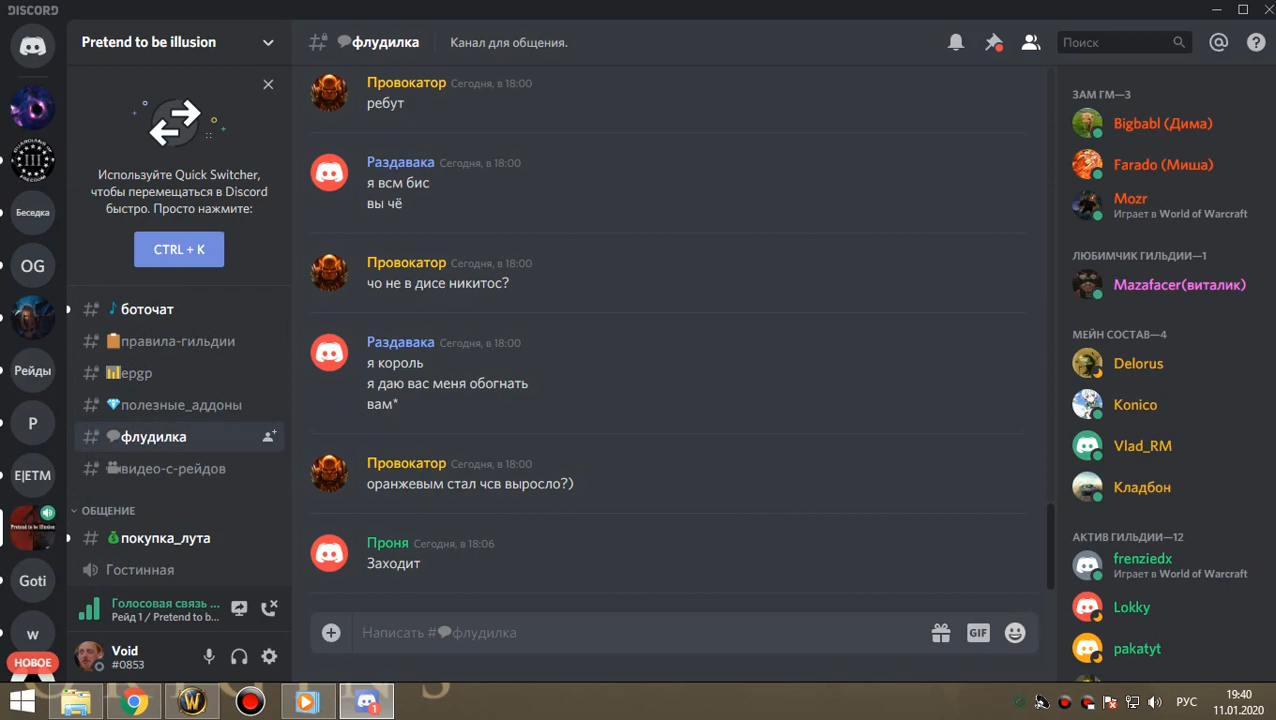 DISCORD
Pretend to be illusion
Используйте Quick Switcher,
чтобы перемещаться в Discord
быстро. Просто нажмите:
CTRL + K
боточат
правила-гильдии
epgp
полезные_аддоны
флудилка
видео-с-рейдов
ОБЩЕНИЕ
покупка_лута
Гостинная
Голосовая связь ...
Рейд 1 / Pretend to b...
Void
#0853
Беседка
OG
Рейды
P
E|ETM
Pretend to be illusion
Goti
w
НОВОЕ
флудилка
Канал для общения.
Поиск
Провокатор Сегодня, в 18:00
ребут
Раздавака Сегодня, в 18:00
я всм бис
вы чё
Провокатор Сегодня, в 18:00
чо не в дисе никитос?
Раздавака Сегодня, в 18:00
я король
я даю вас меня обогнать
вам*
Провокатор Сегодня, в 18:00
оранжевым стал чсв выросло?)
Проня Сегодня, в 18:06
Заходит
Написать #флудилка
GIF
ЗАМ ГМ—3
Bigbabl (Дима)
Farado (Миша)
Mozr
Играет в World of Warcraft
ЛЮБИМЧИК ГИЛЬДИИ—1
Mazafacer(виталик)
МЕЙН СОСТАВ—4
Delorus
Konico
Vlad_RM
Кладбон
АКТИВ ГИЛЬДИИ—12
frenziedx
Играет в World of Warcraft
Lokky
pakatyt
1
РУС
19:40
11.01.2020